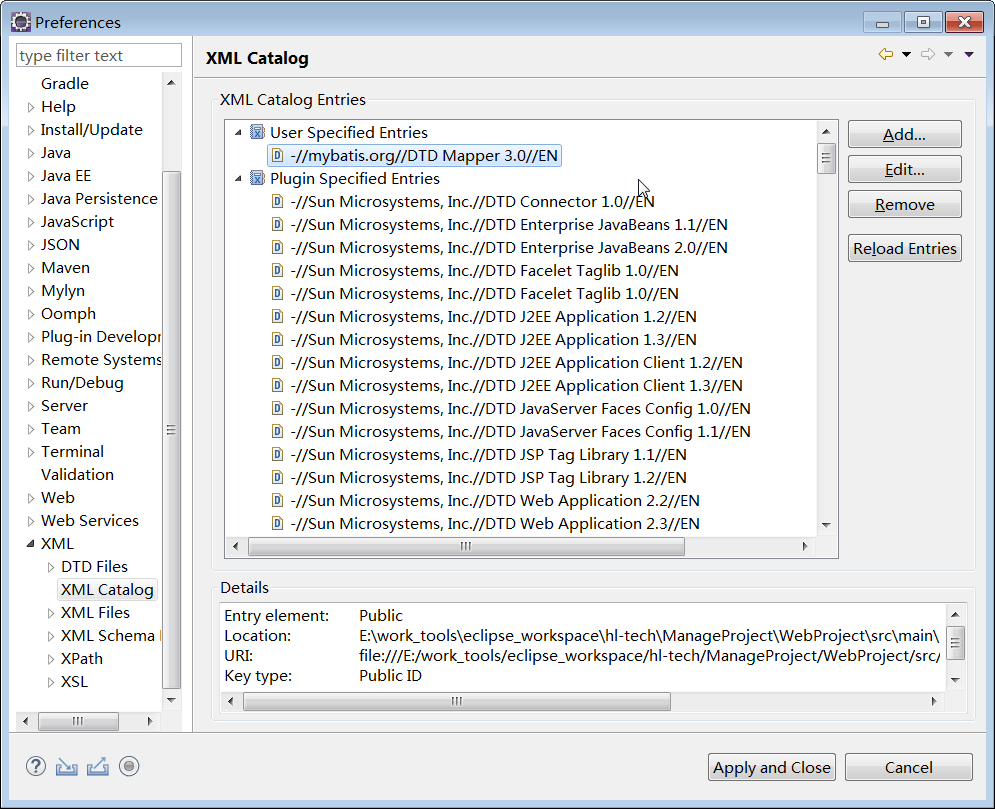 Preferences
type filter text
Gradle
Help
Install/Update
Java
Java EE
Java Persistence
JavaScript
JSON
Maven
Mylyn
Oomph
Plug-in Developr
Remote Systems
Run/Debug
Server
Team
Terminal
Validation
Web
Web Services
XML
DTD Files
XML Catalog
XML Files
XML Schema
XPath
XSL
XML Catalog
XML Catalog Entries
User Specified Entries
-//mybatis.org//DTD Mapper 3.0//EN
Plugin Specified Entries
-//Sun Microsystems, Inc.//DTD Connector 1.0//EN
-//Sun Microsystems, Inc.//DTD Enterprise JavaBeans 1.1//EN
-//Sun Microsystems, Inc.//DTD Enterprise JavaBeans 2.0//EN
-//Sun Microsystems, Inc.//DTD Facelet Taglib 1.0//EN
-//Sun Microsystems, Inc.//DTD Facelet Taglib 1.0//EN
-//Sun Microsystems, Inc.//DTD J2EE Application 1.2//EN
-//Sun Microsystems, Inc.//DTD J2EE Application 1.3//EN
-//Sun Microsystems, Inc.//DTD J2EE Application Client 1.2//EN
-//Sun Microsystems, Inc.//DTD J2EE Application Client 1.3//EN
-//Sun Microsystems, Inc.//DTD JavaServer Faces Config 1.0//EN
-//Sun Microsystems, Inc.//DTD JavaServer Faces Config 1.1//EN
-//Sun Microsystems, Inc.//DTD JSP Tag Library 1.1//EN
-//Sun Microsystems, Inc.//DTD JSP Tag Library 1.2//EN
-//Sun Microsystems, Inc.//DTD Web Application 2.2//EN
-//Sun Microsystems, Inc.//DTD Web Application 2.3//EN
Add...
Edit...
Remove
Reload Entries
Details
Entry element: Public
Location: E:\work_tools\eclipse_workspace\hl-tech\ManageProject\WebProject\src\main\
URI: file:///E:/work_tools/eclipse_workspace/hl-tech/ManageProject/WebProject/src/
Key type: Public ID
Apply and Close
Cancel